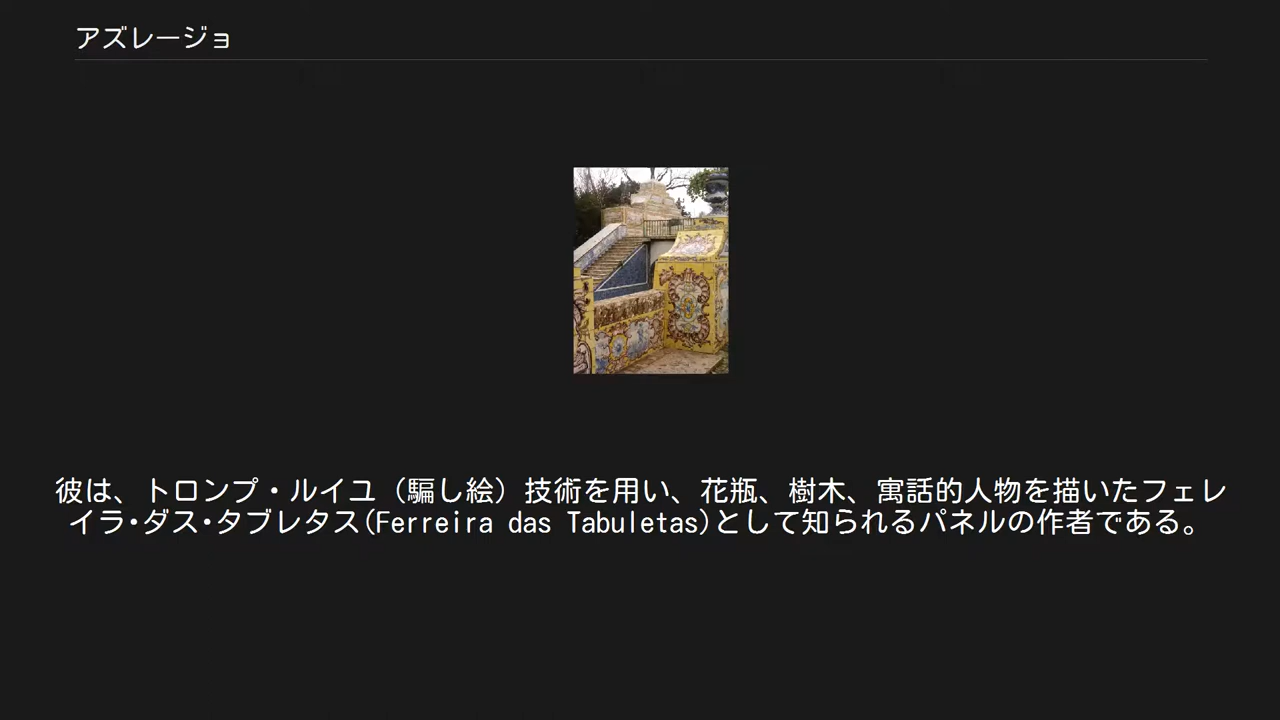 アズレージョ
彼は、トロンプ・ルイユ（騙し絵）技術を用い、花瓶、樹木、寓話的人物を描いたフェレ
イラ･ダス･タブレタス(Ferreira das Tabuletas)として知られるパネルの作者である。